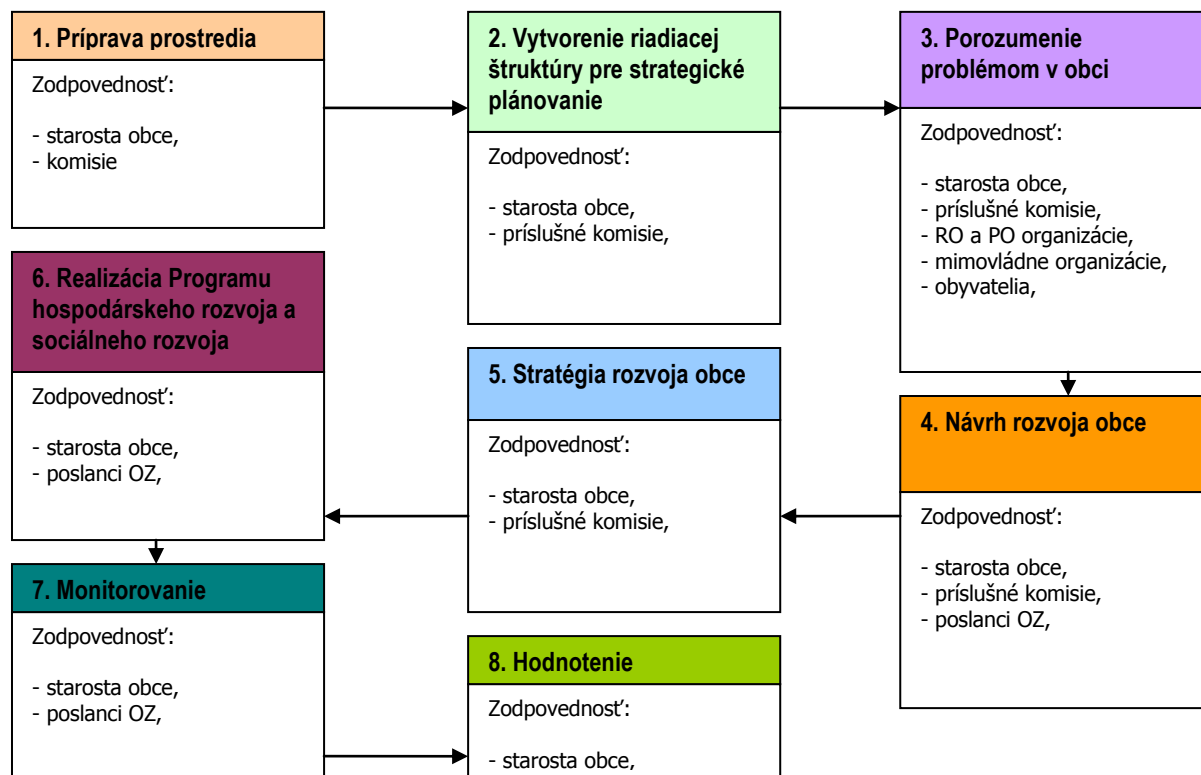 1. Príprava prostredia
Zodpovednosť:
- starosta obce,
- komisie
2. Vytvorenie riadiacej
štruktúry pre strategické
plánovanie
Zodpovednosť:
- starosta obce,
- príslušné komisie,
3. Porozumenie
problémom v obci
Zodpovednosť:
- starosta obce,
- príslušné komisie,
- RO a PO organizácie,
- mimovládne organizácie,
- obyvatelia,
4. Návrh rozvoja obce
Zodpovednosť:
- starosta obce,
- príslušné komisie,
- poslanci OZ,
5. Stratégia rozvoja obce
Zodpovednosť:
- starosta obce,
- príslušné komisie,
6. Realizácia Programu
hospodárskeho rozvoja a
sociálneho rozvoja
Zodpovednosť:
- starosta obce,
- poslanci OZ,
7. Monitorovanie
Zodpovednosť:
- starosta obce,
- poslanci OZ,
8. Hodnotenie
Zodpovednosť:
- starosta obce,